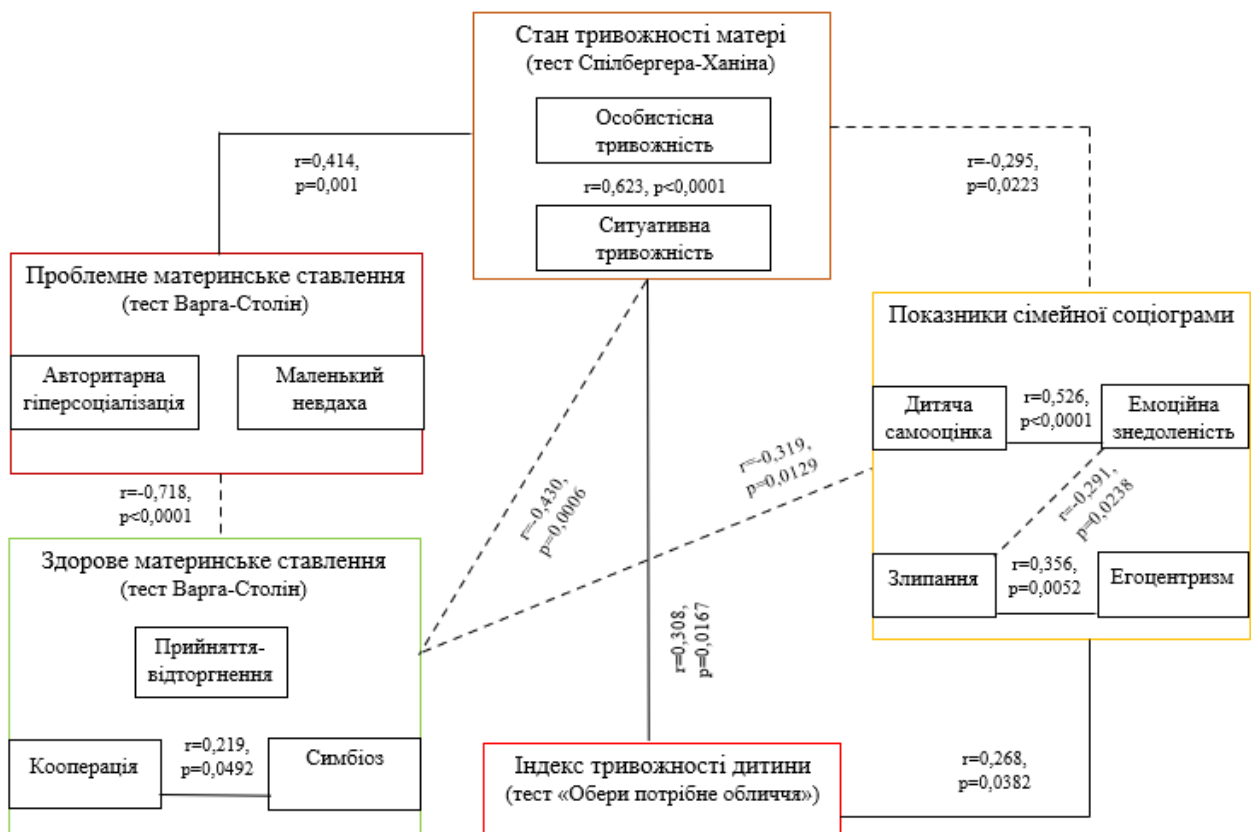 Стан тривожності матері
(тест Спілбергера-Ханіна)
Особистісна
тривожність
r=0,623, p<0,0001
Ситуативна
тривожність
r=0,414,
p=0,001
r=-0,295,
p=0,0223
Проблемне материнське ставлення
(тест Варга-Столін)
Авторитарна
гіперсоціалізація
Маленький
невдаха
r=-0,718,
p<0,0001
Здорове материнське ставлення
(тест Варга-Столін)
Прийняття-
відторгнення
Кооперація
r=0,219,
p=0,0492
Симбіоз
r=-0,430,
p=0,0006
r=-0,319,
p=0,0129
r=0,308,
p=0,0167
Показники сімейної соціограми
Дитяча
самооцінка
r=0,526,
p<0,0001
Емоційна
знедоленість
r=-0,291,
p=0,0238
Злипання
r=0,356,
p=0,0052
Егоцентризм
Індекс тривожності дитини
(тест «Обери потрібне обличчя»)
r=0,268,
p=0,0382